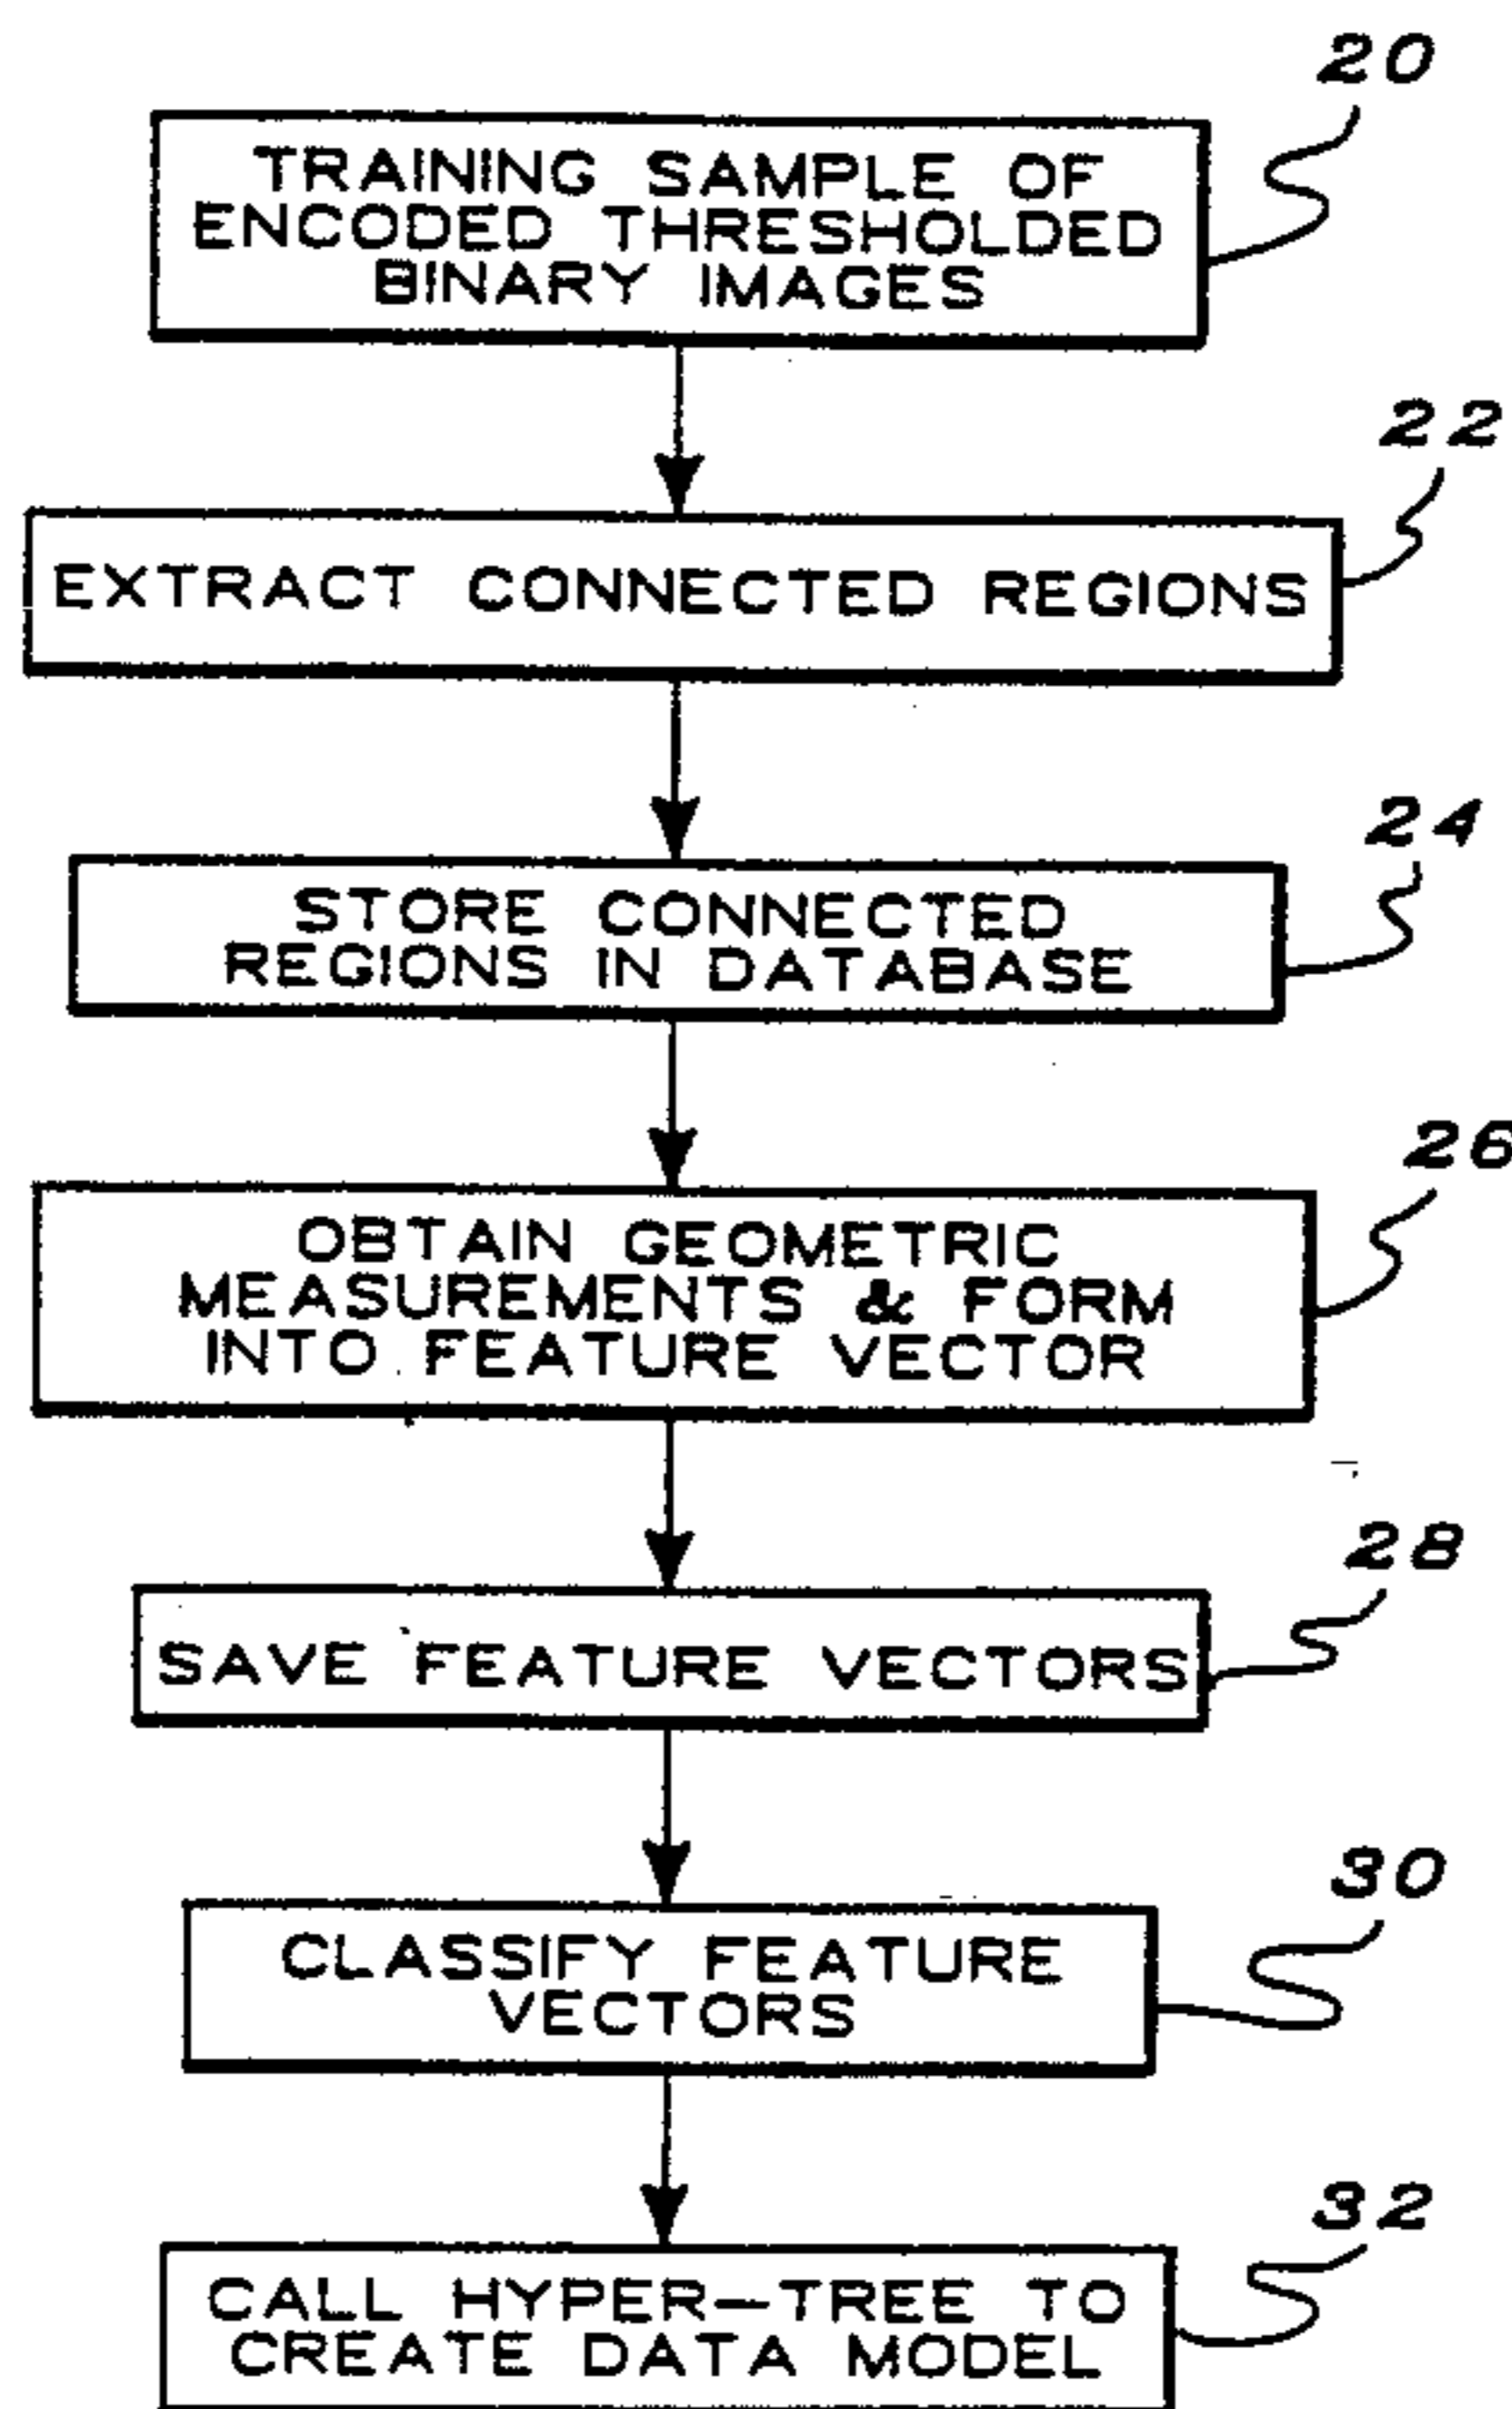 20
TRAINING SAMPLE OF
ENCODED THRESHOLDED
BINARY IMAGES
22
EXTRACT CONNECTED REGIONS
24
STORE CONNECTED
REGIONS IN DATABASE
26
OBTAIN GEOMETRIC
MEASUREMENTS & FORM
INTO FEATURE VECTOR
28
SAVE FEATURE VECTORS
30
CLASSIFY FEATURE
VECTORS
32
CALL HYPER-TREE TO
CREATE DATA MODEL